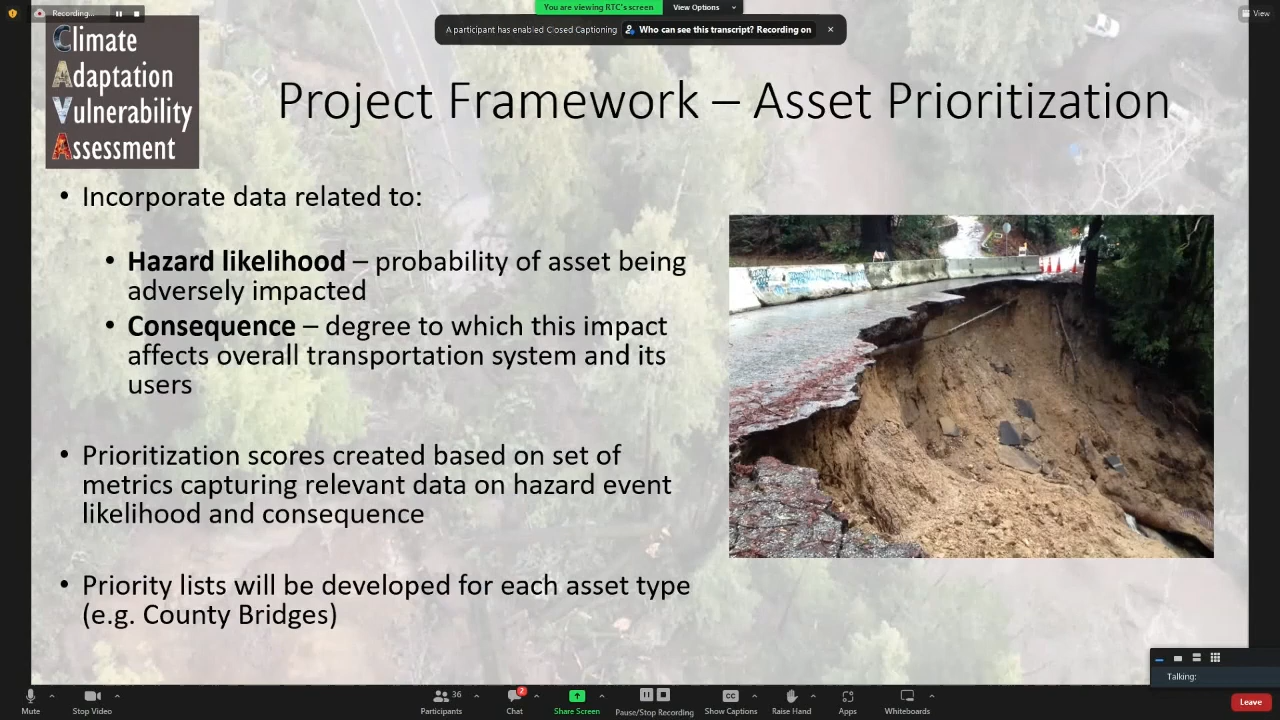 Recording...
You are viewing RTC's screen
View Options
View
A participant has enabled Closed Captioning
Who can see this transcript? Recording on
Climate
Adaptation
Vulnerability
Assessment
Project Framework – Asset Prioritization
• Incorporate data related to:
• Hazard likelihood – probability of asset being
adversely impacted
• Consequence – degree to which this impact
affects overall transportation system and its
users
• Prioritization scores created based on set of
metrics capturing relevant data on hazard event
likelihood and consequence
• Priority lists will be developed for each asset type
(e.g. County Bridges)
Talking:
Mute
Stop Video
36
Participants
2
Chat
Share Screen
Pause/Stop Recording
CC
Show Captions
Raise Hand
Apps
Whiteboards
Leave